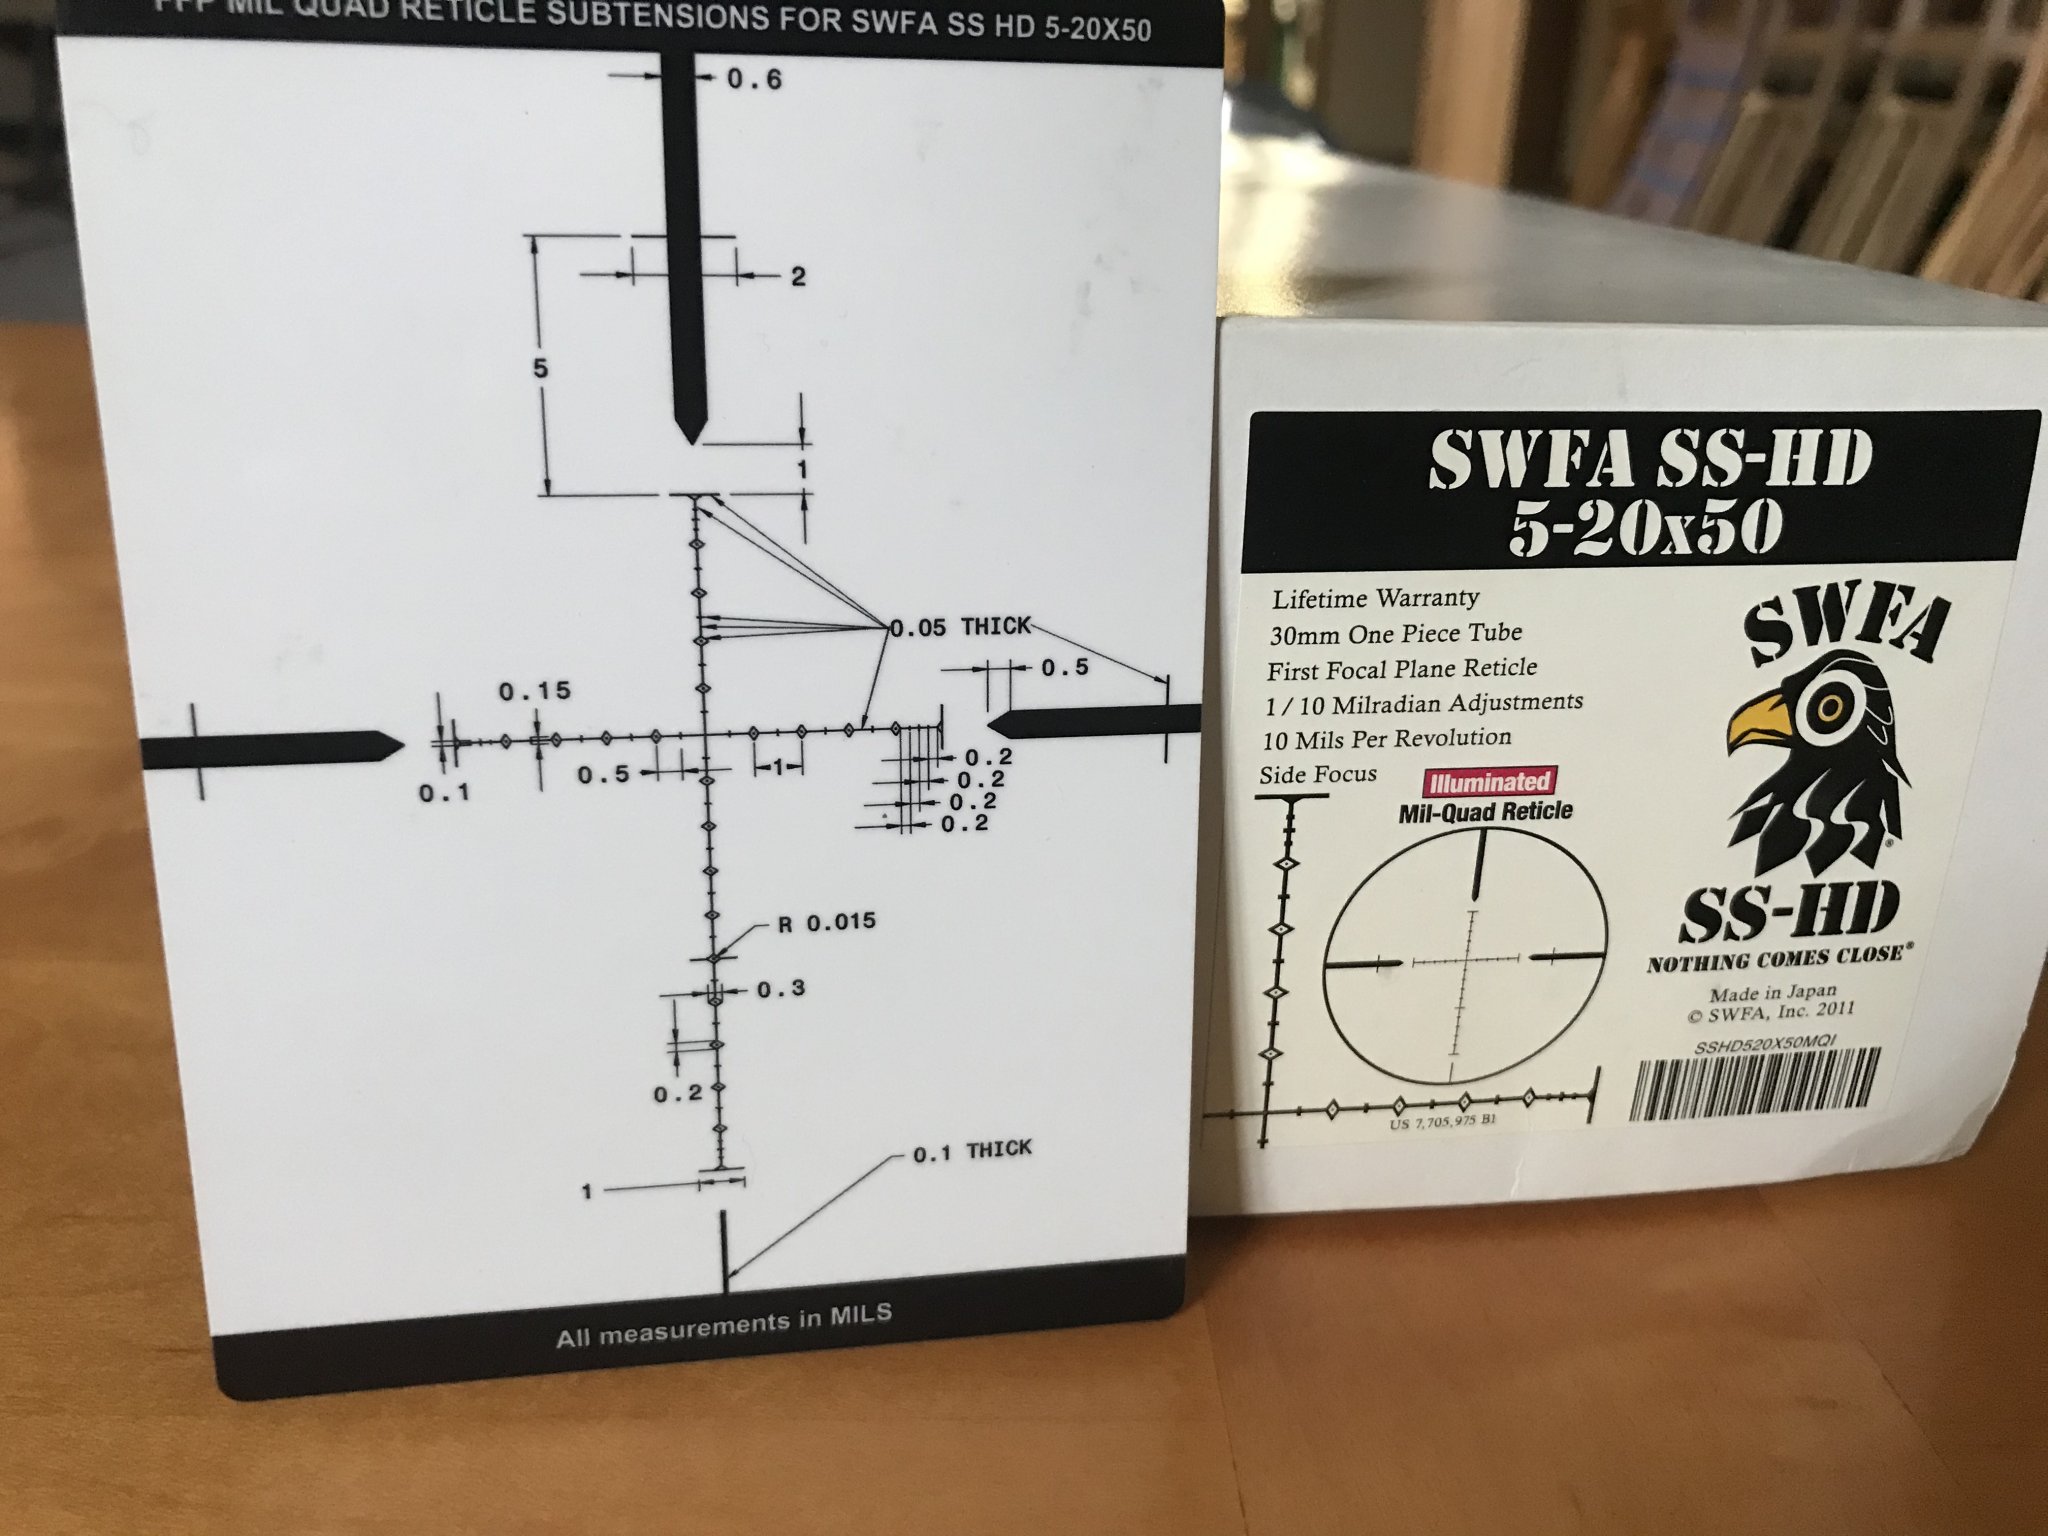 FFP MIL QUAD RETICLE SUBTENSIONS FOR SWFA SS HD 5-20X50
0.6
2
5
1
0.05 THICK
0.5
0.15
0.1
0.5
1
0.2
0.2
0.2
0.2
R 0.015
0.3
0.2
0.1 THICK
1
All measurements in MILS
SWFA SS-HD
5-20x50
Lifetime Warranty
30mm One Piece Tube
First Focal Plane Reticle
1/10 Milradian Adjustments
10 Mils Per Revolution
Side Focus
Illuminated
Mil-Quad Reticle
US 7,705,975 B1
SWFA
SS-HD
NOTHING COMES CLOSE®
Made in Japan
© SWFA, Inc. 2011
SSHD520X50MQI